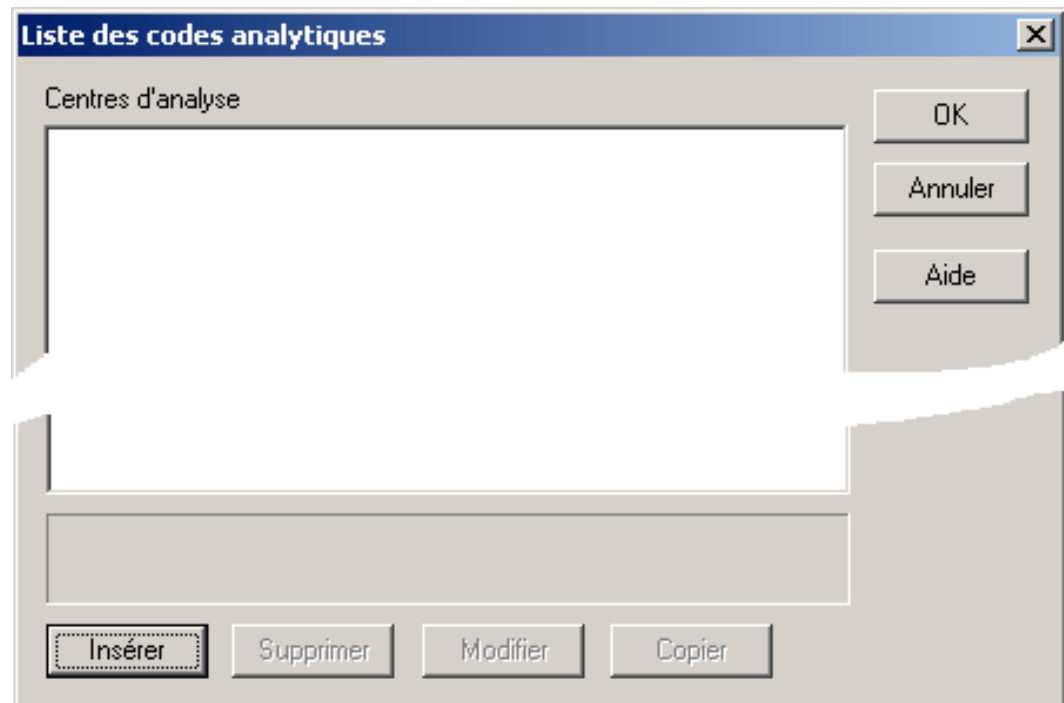 Liste des codes analytiques
Centres d'analyse
OK
Annuler
Aide
Insérer Supprimer Modifier Copier